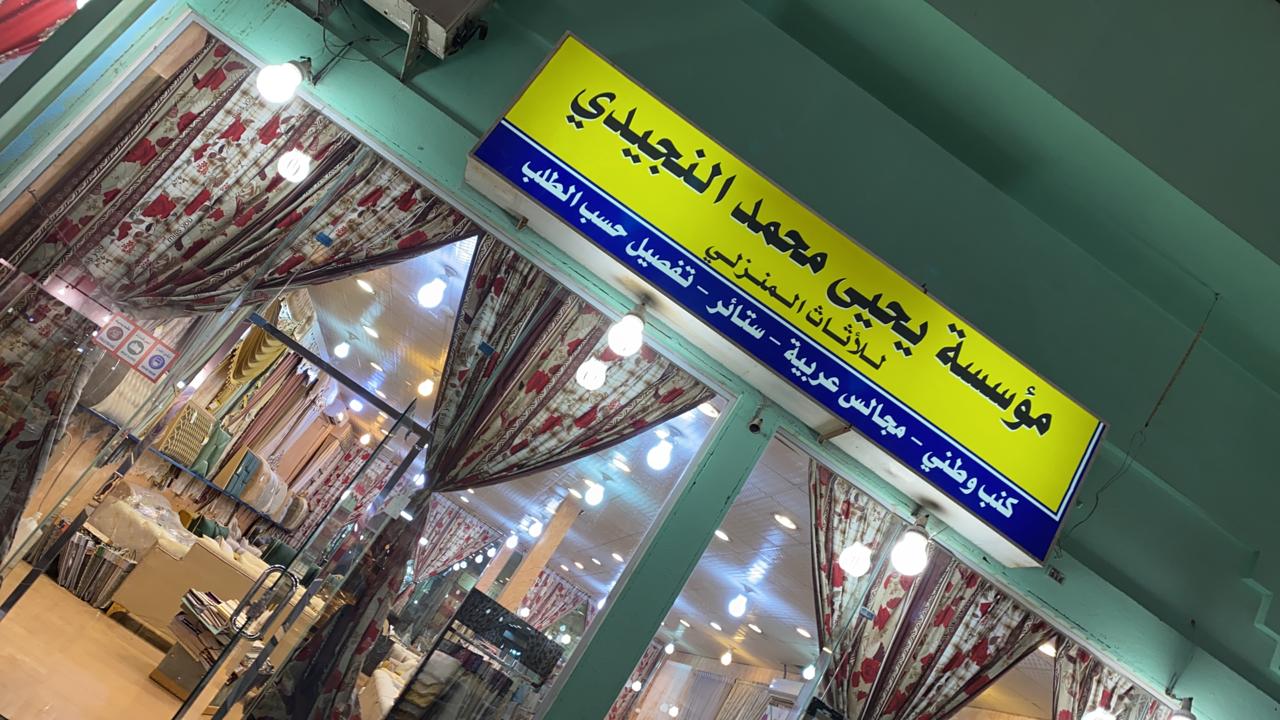 مؤسسة يحيى محمد النجيدي
للأثاث المنزلي
كنب وطني - مجالس عربية - ستائر - تفصيل حسب الطلب